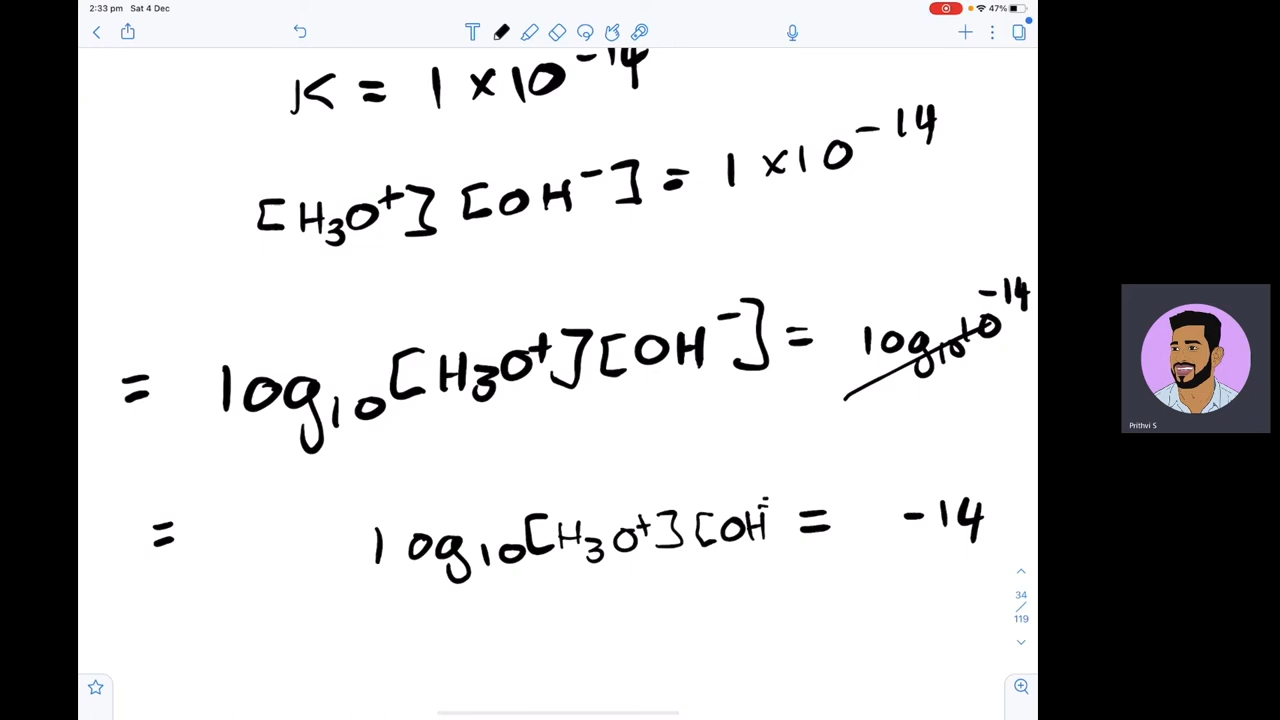 2:33 pm Sat 4 Dec
47%
K = 1 × 10⁻¹⁴
[H₃O⁺] [OH⁻] = 1 × 10⁻¹⁴
= log₁₀[H₃O⁺][OH⁻] = log₁₀10⁻¹⁴
= log₁₀[H₃O⁺][OH⁻ = -14
34
/
119
Prithvi S